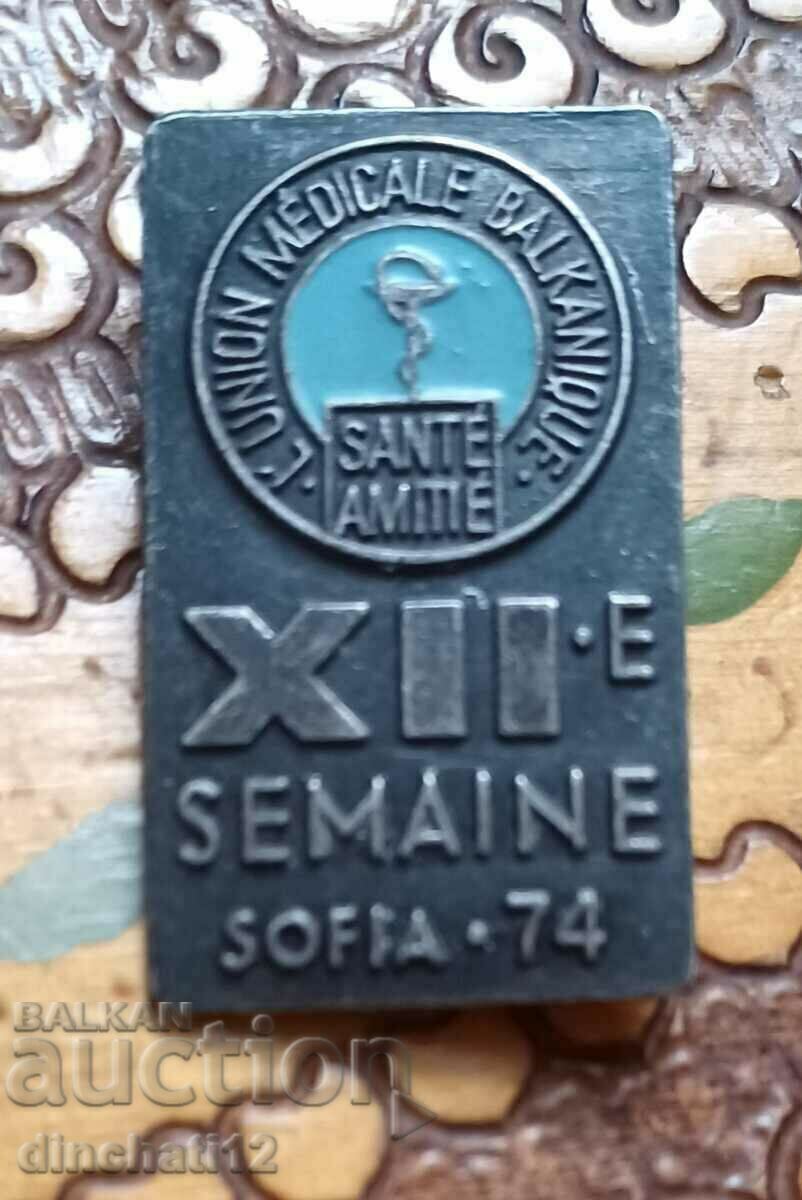 · L'UNION MÉDICALE BALKANIQUE ·
SANTÉ
AMITIÉ
XII·E
SEMAINE
SOFIA · 74
BALKAN
auction
dinchati12